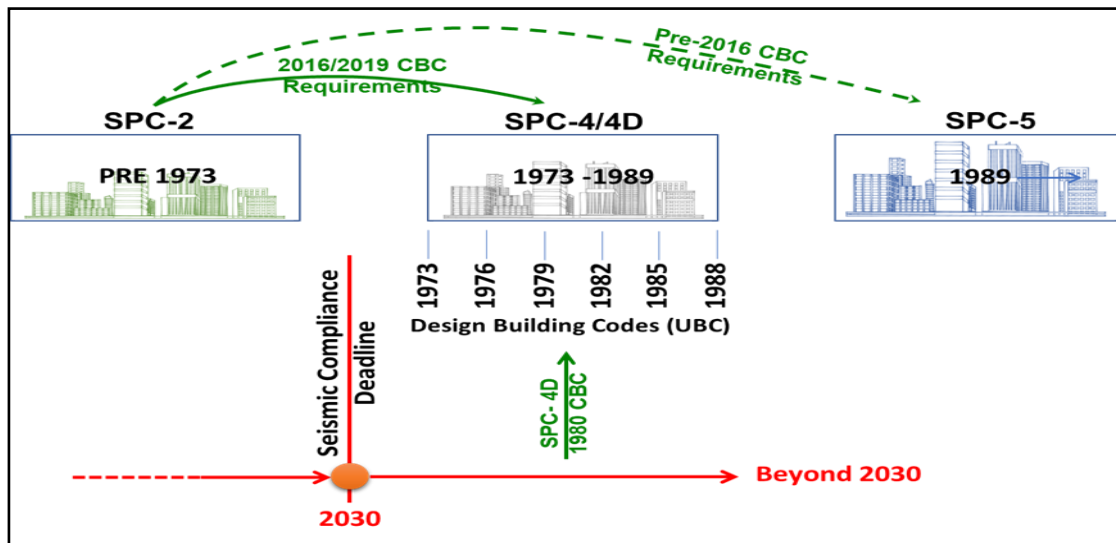 Pre-2016 CBC
Requirements
2016/2019 CBC
Requirements
SPC-2
SPC-4/4D
SPC-5
PRE 1973
1973 -1989
1989
1973
1976
1979
1982
1985
1988
Design Building Codes (UBC)
Seismic Compliance
Deadline
SPC- 4D
1980 CBC
Beyond 2030
2030